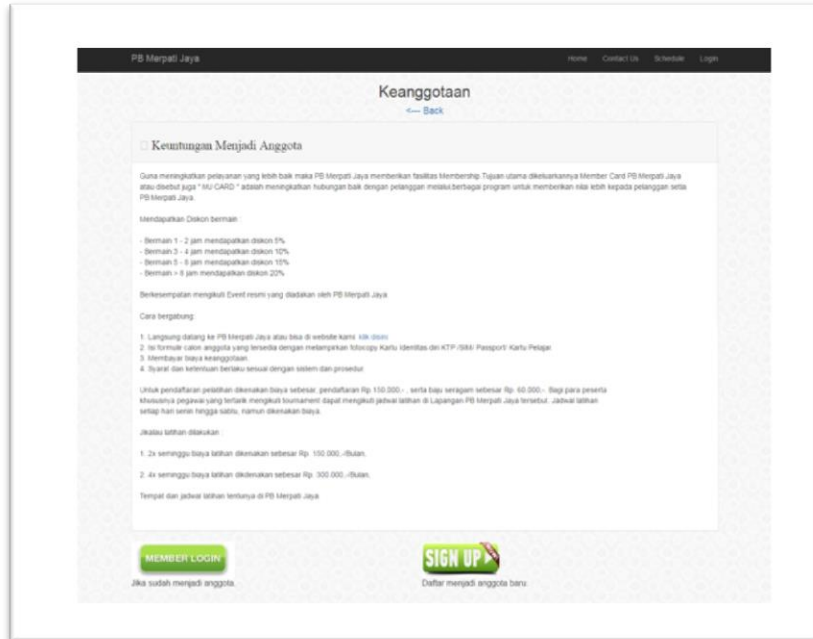 PB Merpati Jaya
Home Contact Us Schedule Login
Keanggotaan
<--- Back
Keuntungan Menjadi Anggota
Guna meningkatkan pelayanan yang lebih baik maka PB Merpati Jaya memberikan fasilitas Membership.Tujuan utama dikeluarkannya Member Card PB Merpati Jaya
atau disebut juga " MJ CARD " adalah meningkatkan hubungan baik dengan pelanggan melalui,berbagai program untuk memberikan nilai lebih kepada pelanggan setia
PB Merpati Jaya.
Mendapatkan Diskon bermain :
- Bermain 1 - 2 jam mendapatkan diskon 5%
- Bermain 3 - 4 jam mendapatkan diskon 10%
- Bermain 5 - 6 jam mendapatkan diskon 15%
- Bermain > 6 jam mendapatkan diskon 20%
Berkesempatan mengikuti Event resmi yang diadakan oleh PB Merpati Jaya
Cara bergabung:
1. Langsung datang ke PB Merpati Jaya atau bisa di website kami klik disini
2. Isi formulir calon anggota yang tersedia dengan melampirkan fotocopy Kartu Identitas diri KTP /SIM/ Passport/ Kartu Pelajar.
3. Membayar biaya keanggotaan.
4. Syarat dan ketentuan berlaku sesuai dengan sistem dan prosedur.
Untuk pendaftaran pelatihan dikenakan biaya sebesar, pendaftaran Rp 150.000,- , serta baju seragam sebesar Rp. 60.000,-. Bagi para peserta
khususnya pegawai yang tertarik mengikuti tournament dapat mengikuti jadwal latihan di Lapangan PB Merpati Jaya tersebut. Jadwal latihan
setiap hari senin hingga sabtu, namun dikenakan biaya.
Jikalau latihan dilakukan :
1. 2x seminggu biaya latihan dikenakan sebesar Rp. 150.000,-/Bulan,
2. 4x seminggu biaya latihan dikdenakan sebesar Rp. 300.000,-/Bulan,
Tempat dan jadwal latihan tentunya di PB Merpati Jaya
MEMBER LOGIN
SIGN UP
Jika sudah menjadi anggota.
Daftar menjadi anggota baru.